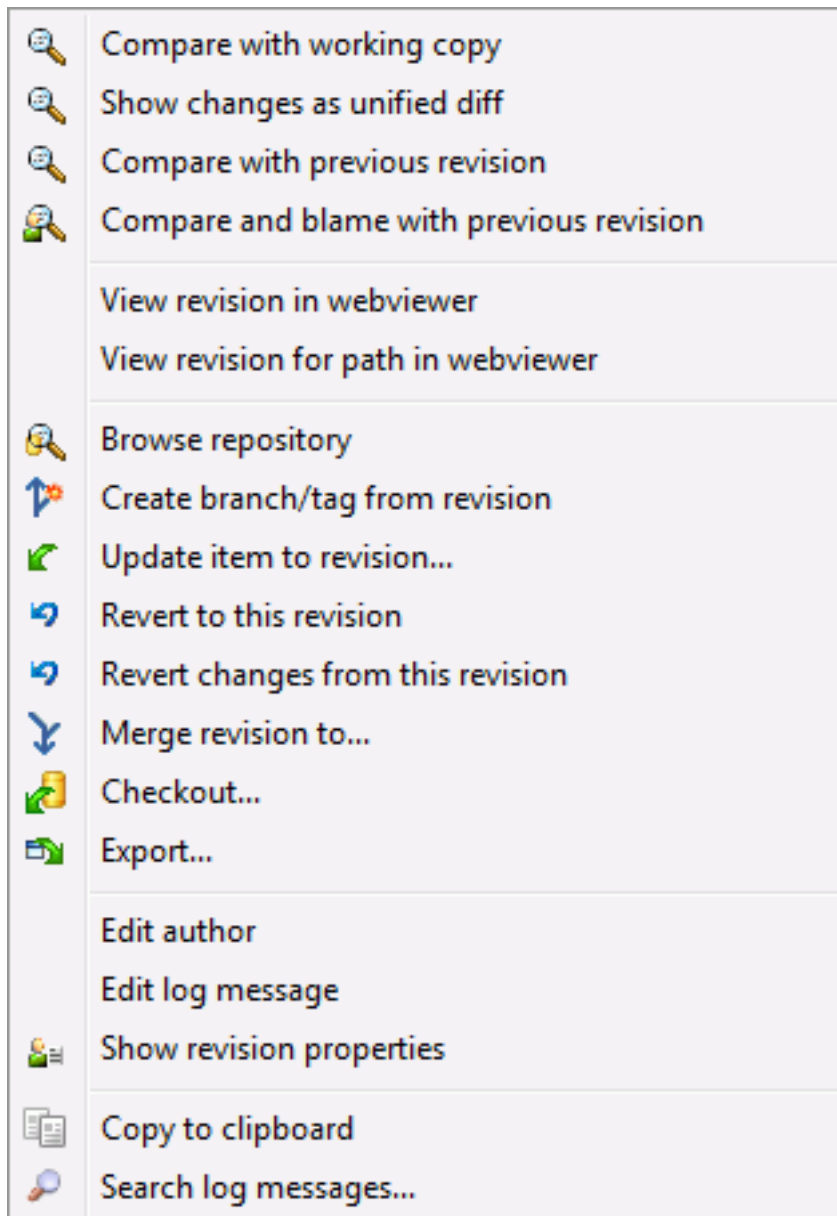 Compare with working copy
Show changes as unified diff
Compare with previous revision
Compare and blame with previous revision
View revision in webviewer
View revision for path in webviewer
Browse repository
Create branch/tag from revision
Update item to revision...
Revert to this revision
Revert changes from this revision
Merge revision to...
Checkout...
Export...
Edit author
Edit log message
Show revision properties
Copy to clipboard
Search log messages...